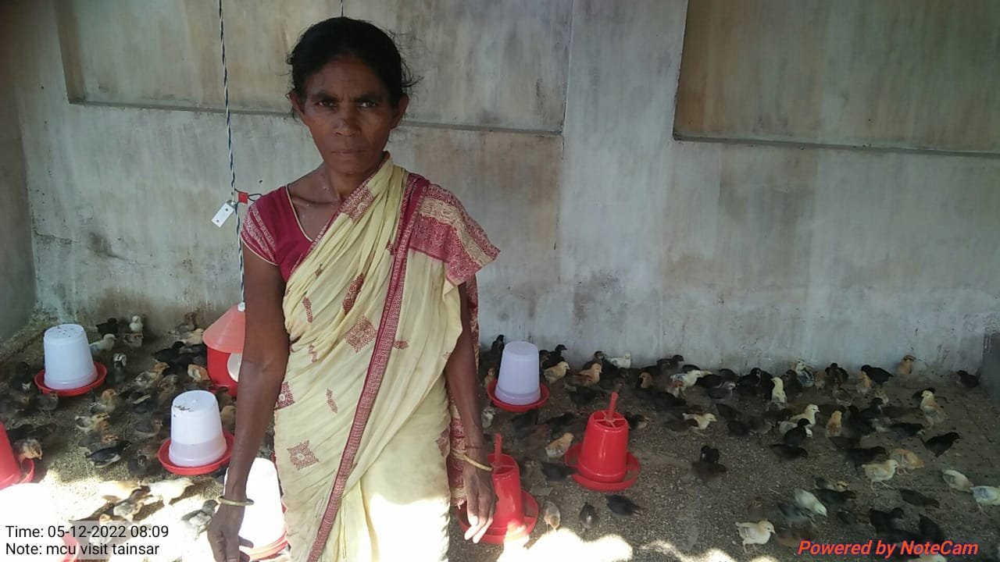 Time: 05-12-2022 08:09
Note: mcu visit tainsar
Powered by NoteCam